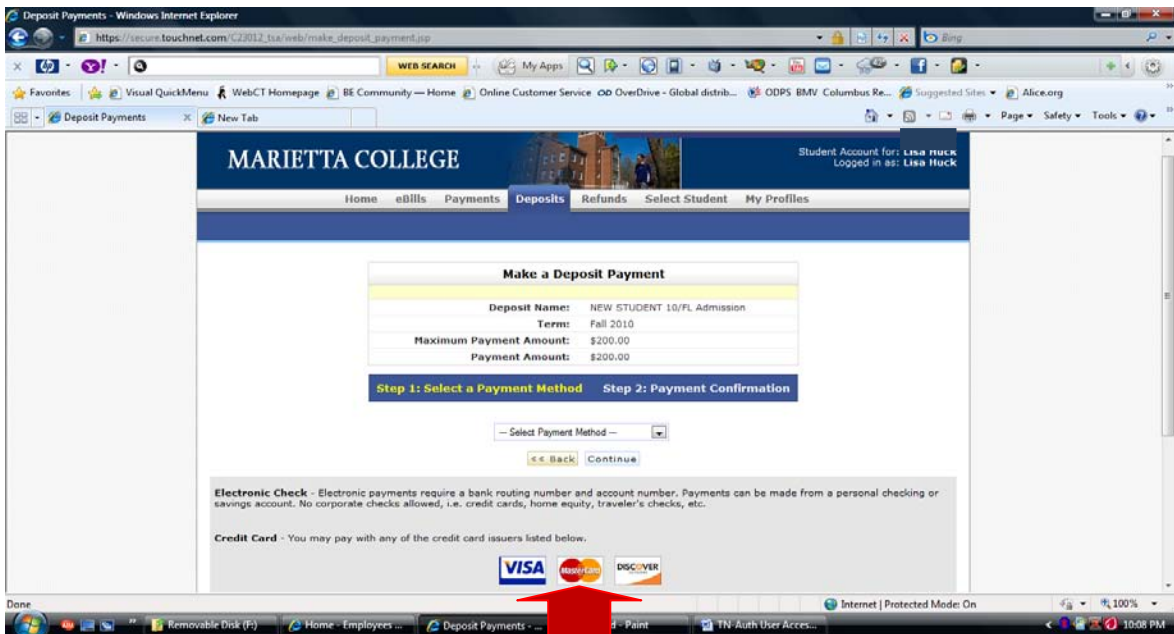 Deposit Payments - Windows Internet Explorer
https://secure.touchnet.com/C23012_tsa/web/make_deposit_payment.jsp
Bing
WEB SEARCH My Apps
Favorites Visual QuickMenu WebCT Homepage BE Community — Home Online Customer Service OverDrive - Global distrib... ODPS BMV Columbus Re... Suggested Sites Alice.org
Deposit Payments New Tab Page Safety Tools
MARIETTA COLLEGE
Student Account for: Lisa Huck
Logged in as: Lisa Huck
Home eBills Payments Deposits Refunds Select Student My Profiles
Make a Deposit Payment
Deposit Name: NEW STUDENT 10/FL Admission
Term: Fall 2010
Maximum Payment Amount: $200.00
Payment Amount: $200.00
Step 1: Select a Payment Method Step 2: Payment Confirmation
-- Select Payment Method --
<< Back Continue
Electronic Check - Electronic payments require a bank routing number and account number. Payments can be made from a personal checking or
savings account. No corporate checks allowed, i.e. credit cards, home equity, traveler's checks, etc.
Credit Card - You may pay with any of the credit card issuers listed below.
VISA MasterCard DISCOVER
Done Internet | Protected Mode: On 100%
Removable Disk (F:) Home - Employees ... Deposit Payments - ... d - Paint TN-Auth User Acces... 10:08 PM